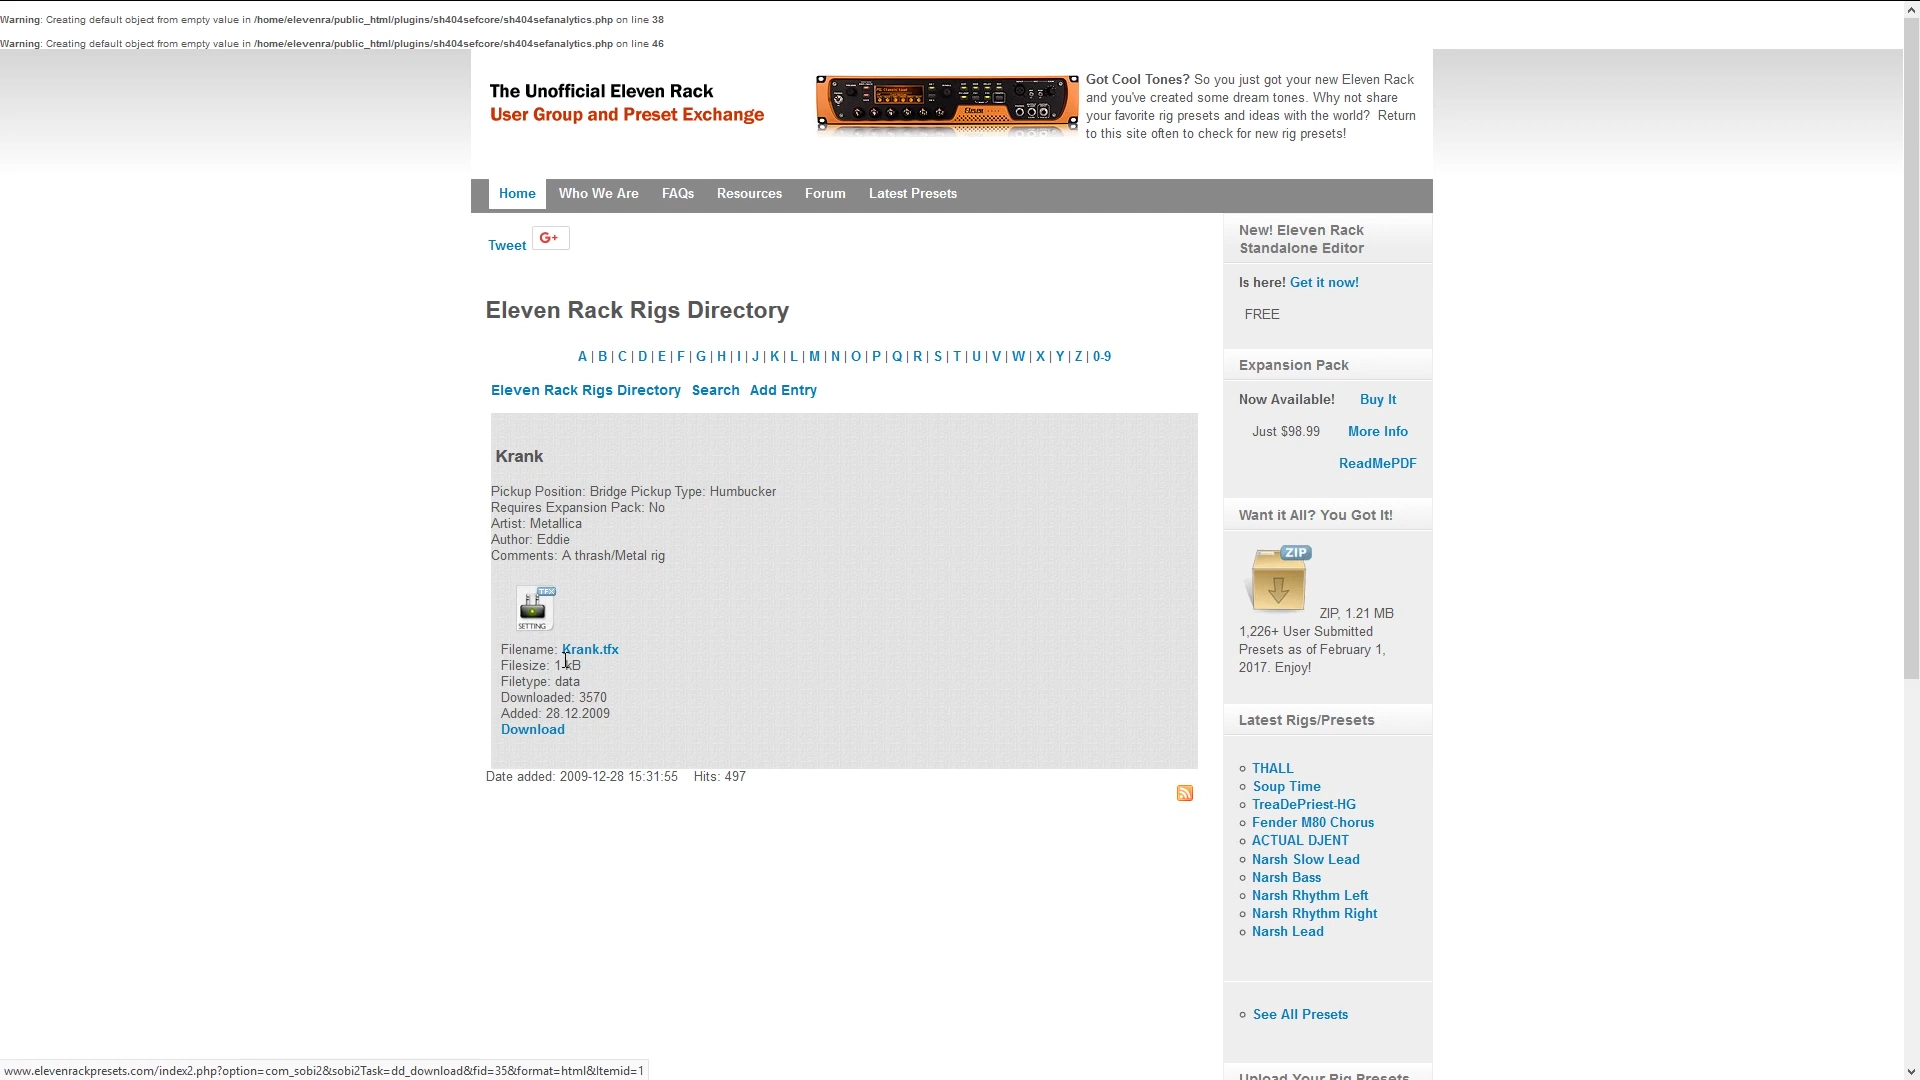 Warning: Creating default object from empty value in /home/elevenra/public_html/plugins/sh404sefcore/sh404sefanalytics.php on line 38
Warning: Creating default object from empty value in /home/elevenra/public_html/plugins/sh404sefcore/sh404sefanalytics.php on line 46
The Unofficial Eleven Rack
User Group and Preset Exchange
Got Cool Tones? So you just got your new Eleven Rack
and you've created some dream tones. Why not share
your favorite rig presets and ideas with the world? Return
to this site often to check for new rig presets!
Home Who We Are FAQs Resources Forum Latest Presets
Tweet G+
Eleven Rack Rigs Directory
A | B | C | D | E | F | G | H | I | J | K | L | M | N | O | P | Q | R | S | T | U | V | W | X | Y | Z | 0-9
Eleven Rack Rigs Directory Search Add Entry
Krank
Pickup Position: Bridge Pickup Type: Humbucker
Requires Expansion Pack: No
Artist: Metallica
Author: Eddie
Comments: A thrash/Metal rig
TFX
SETTING
Filename: Krank.tfx
Filesize: 1 kB
Filetype: data
Downloaded: 3570
Added: 28.12.2009
Download
Date added: 2009-12-28 15:31:55 Hits: 497
New! Eleven Rack
Standalone Editor
Is here! Get it now!
FREE
Expansion Pack
Now Available! Buy It
Just $98.99 More Info
ReadMePDF
Want it All? You Got It!
ZIP
ZIP, 1.21 MB
1,226+ User Submitted
Presets as of February 1,
2017. Enjoy!
Latest Rigs/Presets
THALL
Soup Time
TreaDePriest-HG
Fender M80 Chorus
ACTUAL DJENT
Narsh Slow Lead
Narsh Bass
Narsh Rhythm Left
Narsh Rhythm Right
Narsh Lead
See All Presets
Upload Your Rig Presets
www.elevenrackpresets.com/index2.php?option=com_sobi2&sobi2Task=dd_download&fid=35&format=html&Itemid=1